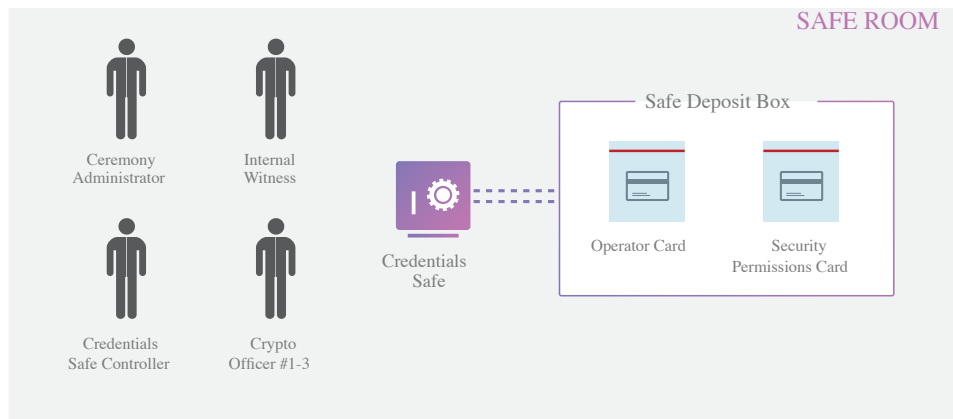 SAFE ROOM
Ceremony
Administrator
Internal
Witness
Credentials
Safe Controller
Crypto
Officer #1-3
Credentials
Safe
Safe Deposit Box
Operator Card
Security
Permissions Card